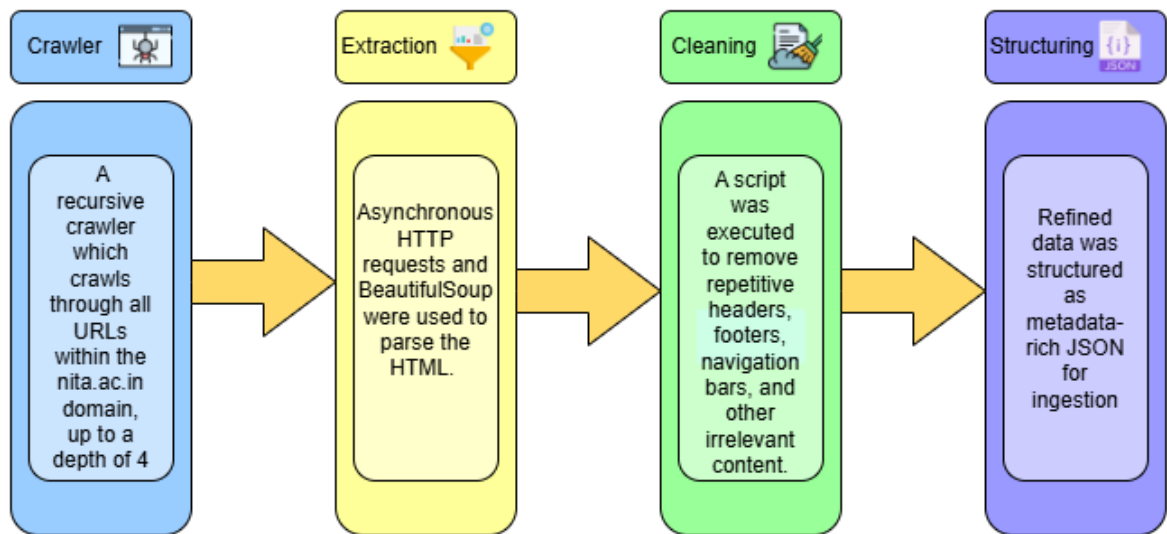 Crawler
Extraction
Cleaning
Structuring
{i}
JSON
A
recursive
crawler
which
crawls
through all
URLs
within the
nita.ac.in
domain,
up to a
depth of 4
Asynchronous
HTTP
requests and
BeautifulSoup
were used to
parse the
HTML.
A script
was
executed
to remove
repetitive
headers,
footers,
navigation
bars, and
other
irrelevant
content.
Refined
data was
structured
as
metadata-
rich JSON
for
ingestion